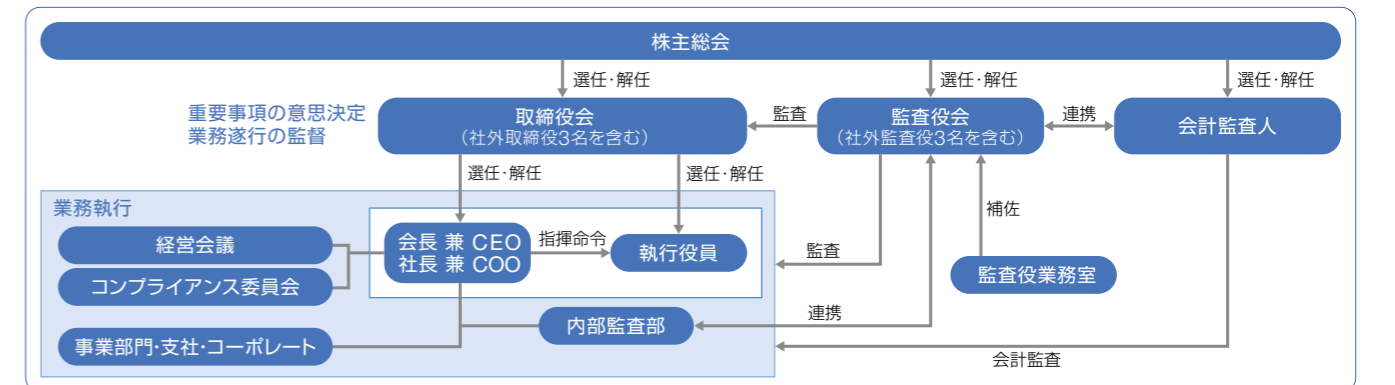 株主総会
選任・解任
選任・解任
選任・解任
重要事項の意思決定
業務遂行の監督
取締役会
（社外取締役3名を含む）
監査
監査役会
（社外監査役3名を含む）
連携
会計監査人
選任・解任
選任・解任
業務執行
経営会議
コンプライアンス委員会
会長 兼 CEO
社長 兼 COO
指揮命令
執行役員
監査
補佐
監査役業務室
内部監査部
連携
事業部門・支社・コーポレート
会計監査